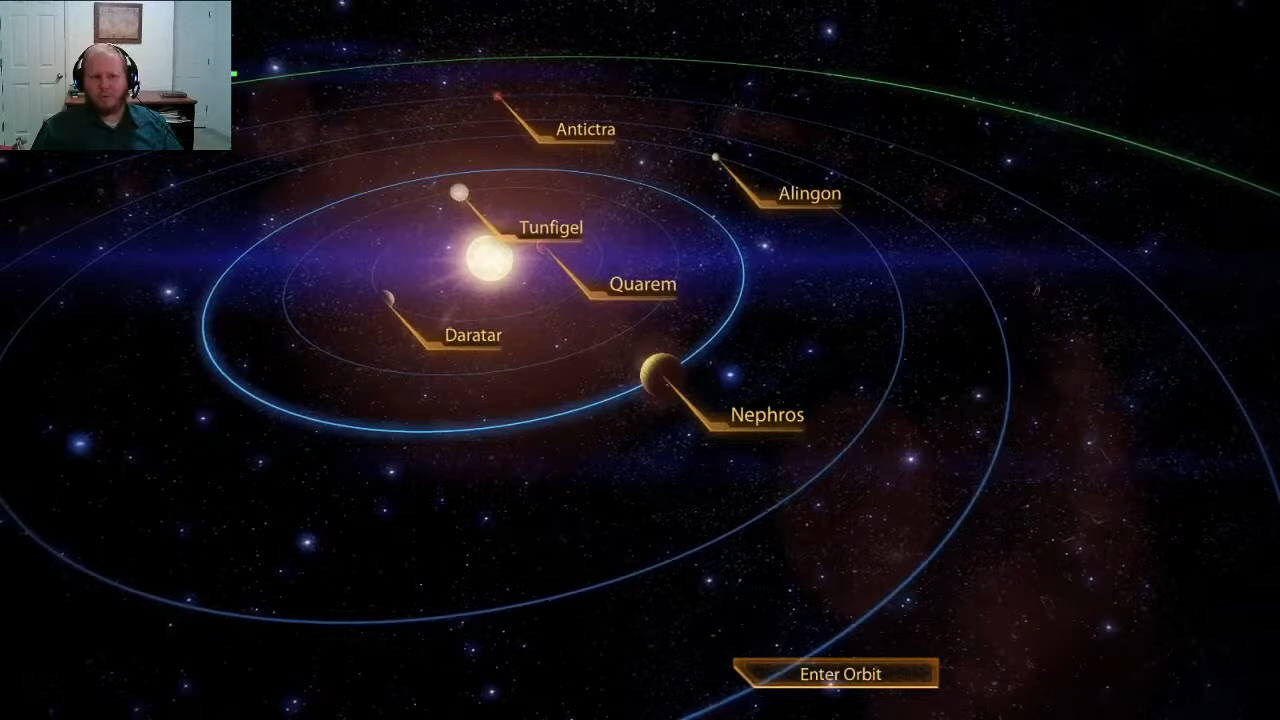 Antictra
Alingon
Tunfigel
Quarem
Daratar
Nephros
Enter Orbit